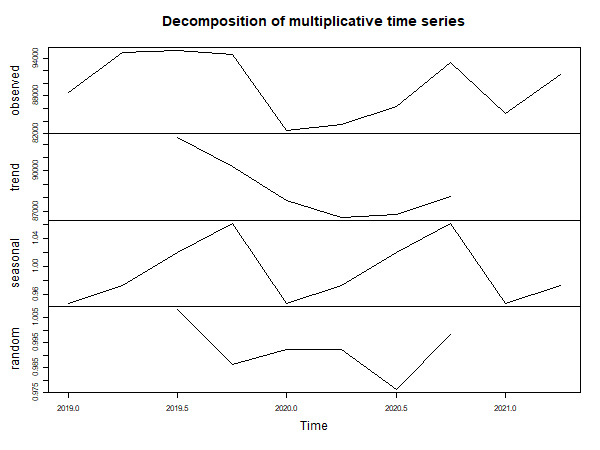 Decomposition of multiplicative time series
observed
82000 88000 94000
trend
87000 90000
seasonal
0.96 1.00 1.04
random
0.975 0.985 0.995 1.005
2019.0 2019.5 2020.0 2020.5 2021.0
Time